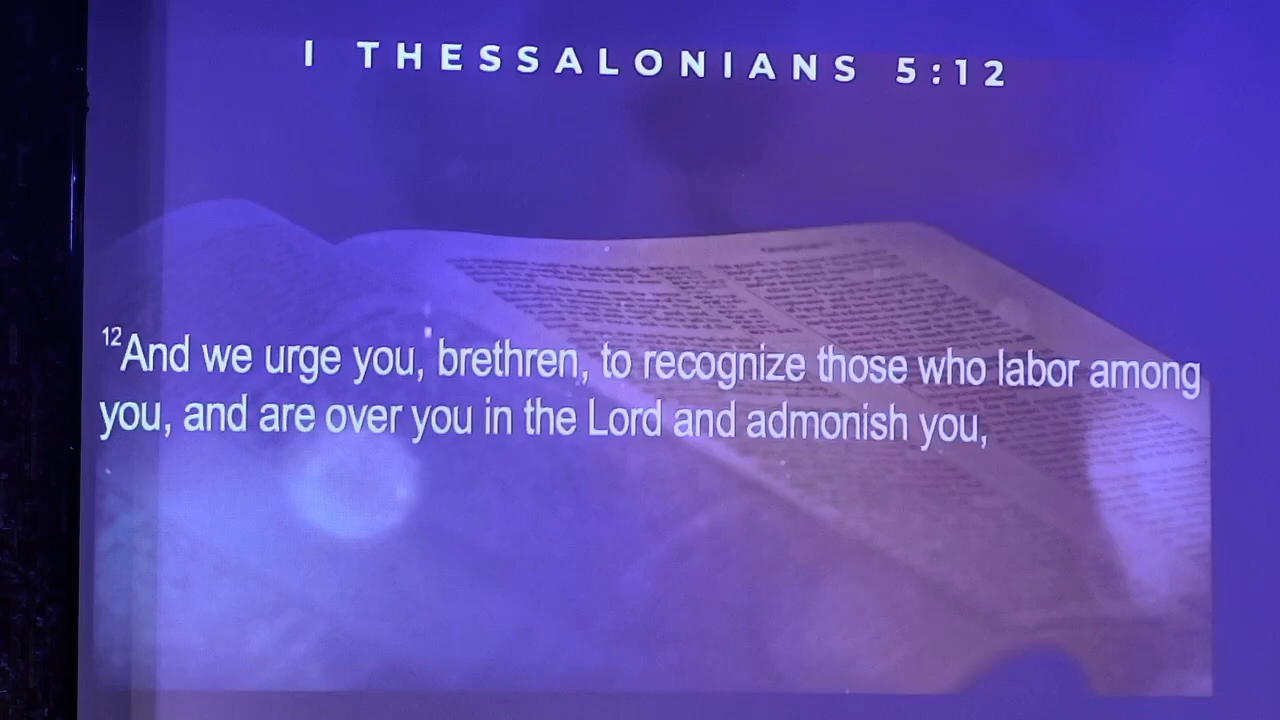 I THESSALONIANS 5:12
12And we urge you, brethren, to recognize those who labor among
you, and are over you in the Lord and admonish you,